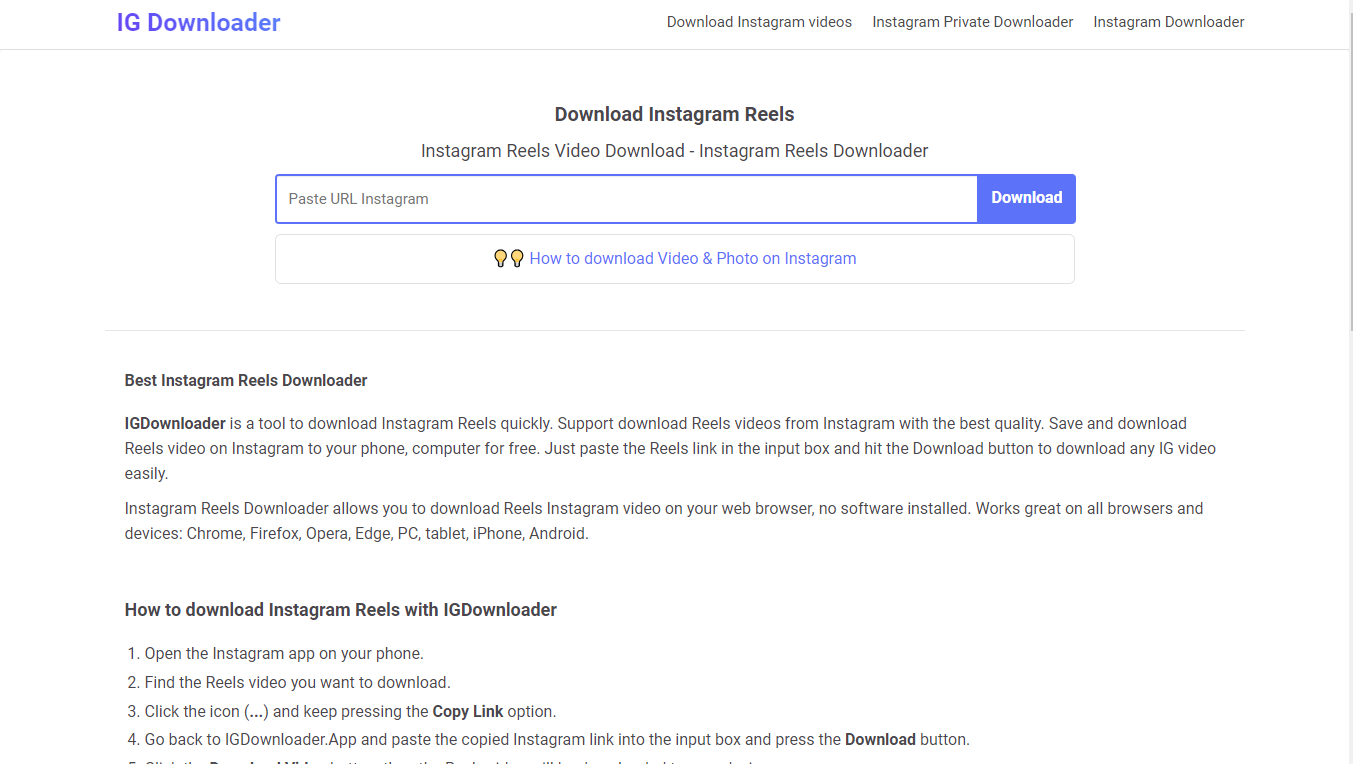 IG Downloader
Download Instagram videos Instagram Private Downloader Instagram Downloader
Download Instagram Reels
Instagram Reels Video Download - Instagram Reels Downloader
Paste URL Instagram Download
How to download Video & Photo on Instagram
Best Instagram Reels Downloader
IGDownloader is a tool to download Instagram Reels quickly. Support download Reels videos from Instagram with the best quality. Save and download
Reels video on Instagram to your phone, computer for free. Just paste the Reels link in the input box and hit the Download button to download any IG video
easily.
Instagram Reels Downloader allows you to download Reels Instagram video on your web browser, no software installed. Works great on all browsers and
devices: Chrome, Firefox, Opera, Edge, PC, tablet, iPhone, Android.
How to download Instagram Reels with IGDownloader
1. Open the Instagram app on your phone.
2. Find the Reels video you want to download.
3. Click the icon (...) and keep pressing the Copy Link option.
4. Go back to IGDownloader.App and paste the copied Instagram link into the input box and press the Download button.